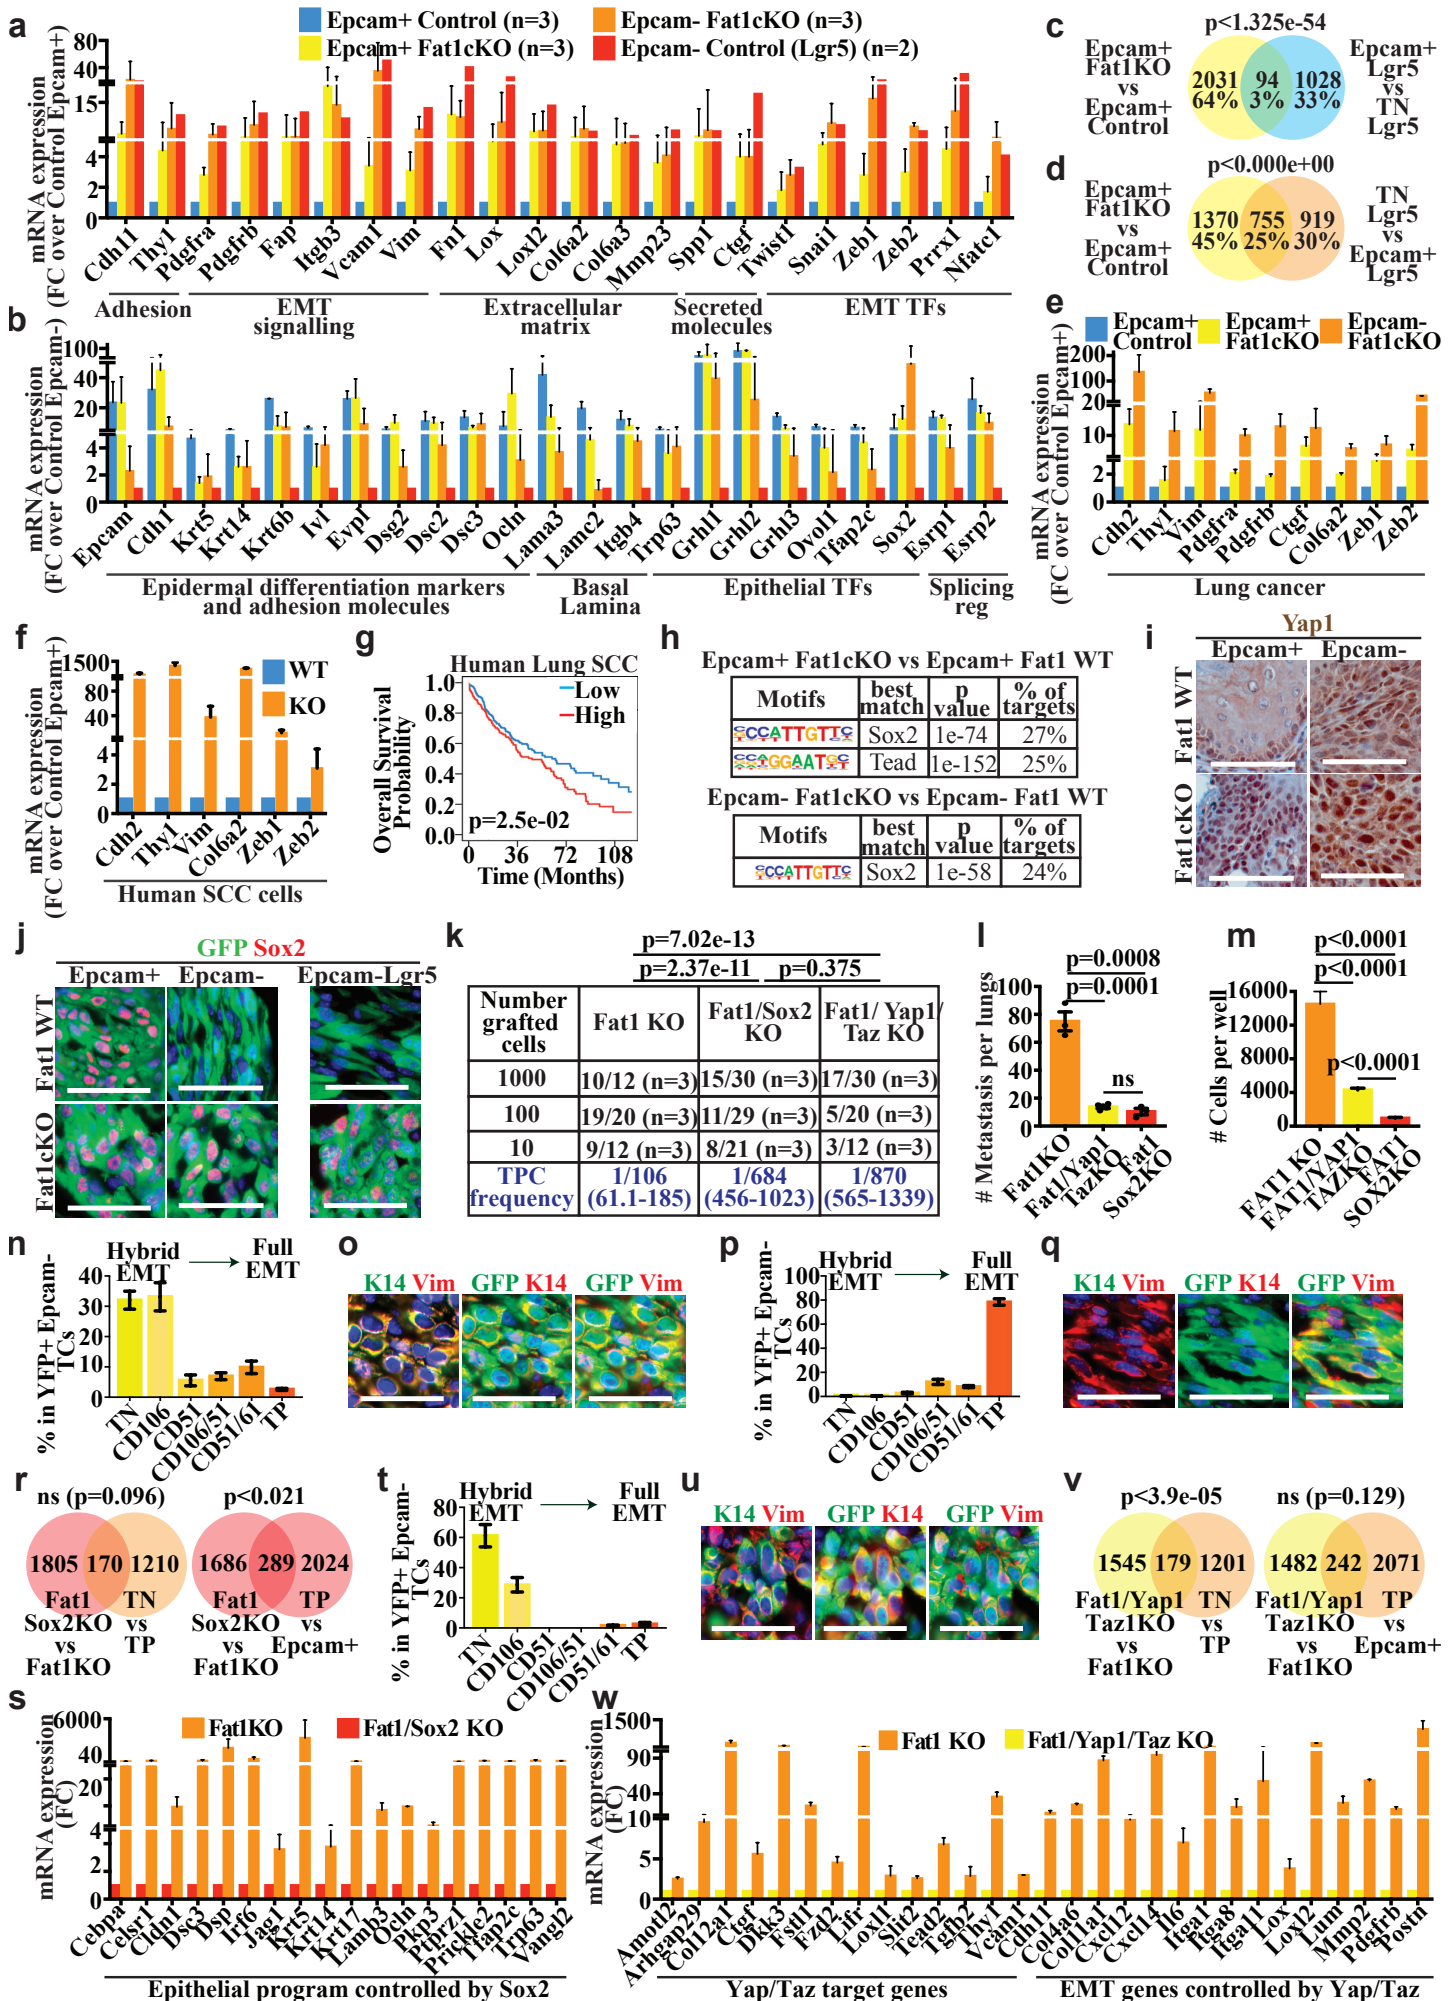 a
Epcam+ Control (n=3)
Epcam- Fat1cKO (n=3)
Epcam+ Fat1cKO (n=3)
Epcam- Control (Lgr5) (n=2)
mRNA expression
(FC over Control Epcam+)
80
40
15
4
2
0
Cdh11 Thy1 Pdgfra Pdgfrb Fap Itgb3 Vcam1 Vim Fn1 Lox Loxl2 Col6a2 Col6a3 Mmp23 Spp1 Ctgf Twist1 Snai1 Zeb1 Zeb2 Prrx1 Nfatc1
Adhesion
EMT
signalling
Extracellular
matrix
Secreted
molecules
EMT TFs
b
mRNA expression
(FC over Control Epcam-)
100
20
4
2
0
Epcam Cdh1 Krt5 Krt14 Krt6b Ivl Evpl Dsg2 Dsc2 Dsc3 Ocln Lama3 Lamc2 Itgb4 Trp63 Grhl1 Grhl2 Grhl3 Ovol1 Tfap2c Sox2 Esrp1 Esrp2
Epidermal differentiation markers
and adhesion molecules
Basal
Lamina
Epithelial TFs
Splicing
reg
c
p<1.325e-54
Epcam+
Fat1KO
vs
Epcam+
Control
2031
64%
94
3%
1028
33%
Epcam+
Lgr5
vs
TN
Lgr5
d
p<0.000e+00
Epcam+
Fat1KO
vs
Epcam+
Control
1370
45%
755
25%
919
30%
TN
Lgr5
vs
Epcam+
Lgr5
e
Epcam+
Control
Epcam+
Fat1cKO
Epcam-
Fat1cKO
mRNA expression
(FC over Control Epcam+)
200
100
20
10
2
0
Cdh2 Thy1 Vim Pdgfra Pdgfrb Ctgf Col6a2 Zeb1 Zeb2
Lung cancer
f
mRNA expression
(FC over Control Epcam+)
1500
80
40
4
2
0
WT
KO
Cdh2 Thy1 Vim Col6a2 Zeb1 Zeb2
Human SCC cells
g
Human Lung SCC
Low
High
Overall Survival
Probability
1.0
0.8
0.6
0.4
0.2
0.0
p=2.5e-02
0 36 72 108
Time (Months)
h
Epcam+ Fat1cKO vs Epcam+ Fat1 WT
Motifs best match p value % of targets
CCCATTGTTC Sox2 1e-74 27%
GGAAT Tead 1e-152 25%
Epcam- Fat1cKO vs Epcam- Fat1 WT
Motifs best match p value % of targets
CCCATTGTTC Sox2 1e-58 24%
i
Yap1
Epcam+ Epcam-
Fat1 WT
Fat1cKO
j
GFP Sox2
Epcam+ Epcam- Epcam-Lgr5
Fat1 WT
Fat1cKO
k
p=7.02e-13
p=2.37e-11 p=0.375
Number grafted cells Fat1 KO Fat1/Sox2 KO Fat1/ Yap1/ Taz KO
1000 10/12 (n=3) 15/30 (n=3) 17/30 (n=3)
100 19/20 (n=3) 11/29 (n=3) 5/20 (n=3)
10 9/12 (n=3) 8/21 (n=3) 3/12 (n=3)
TPC frequency 1/106 (61.1-185) 1/684 (456-1023) 1/870 (565-1339)
l
p=0.0008
p=0.0001
ns
# Metastasis per lungs
80
60
40
20
0
Fat1KO
Fat1/Yap1
TazKO
Fat1
Sox2KO
m
p<0.0001
p<0.0001
p<0.0001
# Cells per well
16000
12000
8000
4000
0
FAT1 KO
FAT1/YAP1
TAZKO
FAT1
SOX2KO
n
Hybrid
EMT
Full
EMT
% in YFP+ Epcam-
TCs
40
30
20
10
0
TN CD106 CD51 CD106/51 CD51/61 TP
o
K14 Vim GFP K14 GFP Vim
p
Hybrid
EMT
Full
EMT
% in YFP+ Epcam-
TCs
100
80
60
40
20
0
TN CD106 CD51 CD106/51 CD51/61 TP
q
K14 Vim GFP K14 GFP Vim
r
ns (p=0.096)
1805 170 1210
Fat1
Sox2KO
vs
Fat1KO
TN
vs
TP
p<0.021
1686 289 2024
Fat1
Sox2KO
vs
Fat1KO
TP
vs
Epcam+
t
Hybrid
EMT
Full
EMT
% in YFP+ Epcam-
TCs
80
60
40
20
0
TN CD106 CD51 CD106/51 CD51/61 TP
u
K14 Vim GFP K14 GFP Vim
v
p<3.9e-05
1545 179 1201
Fat1/Yap1
Taz1KO
vs
Fat1KO
TN
vs
TP
ns (p=0.129)
1482 242 2071
Fat1/Yap1
Taz1KO
vs
Fat1KO
TP
vs
Epcam+
s
Fat1KO
Fat1/Sox2 KO
mRNA expression
(FC)
6000
40
20
4
2
0
Cebpa Celsr1 Cldn1 Dsc3 Dsp Irf6 Jag1 Krt5 Krt14 Krt17 Lamb3 Ocln Pkp3 Ptprz1 Prickle2 Tfap2c Trp63 Vangl2
Epithelial program controlled by Sox2
w
Fat1 KO
Fat1/Yap1/Taz KO
mRNA expression
(FC)
1500
90
40
10
5
0
Amotl2 Arhgap29 Col12a1 Ctgf Dkk3 Fstl1 Fzd2 Lifr Loxl1 Slit2 Tead2 Tgfb2 Thy1 Vcam1 Cdh11 Col4a6 Col11a1 Cxcl12 Cxcl14 Il6 Itga1 Itga8 Itga11 Lox Loxl2 Lum Mmp2 Pdgfrb Postn
Yap/Taz target genes
EMT genes controlled by Yap/Taz